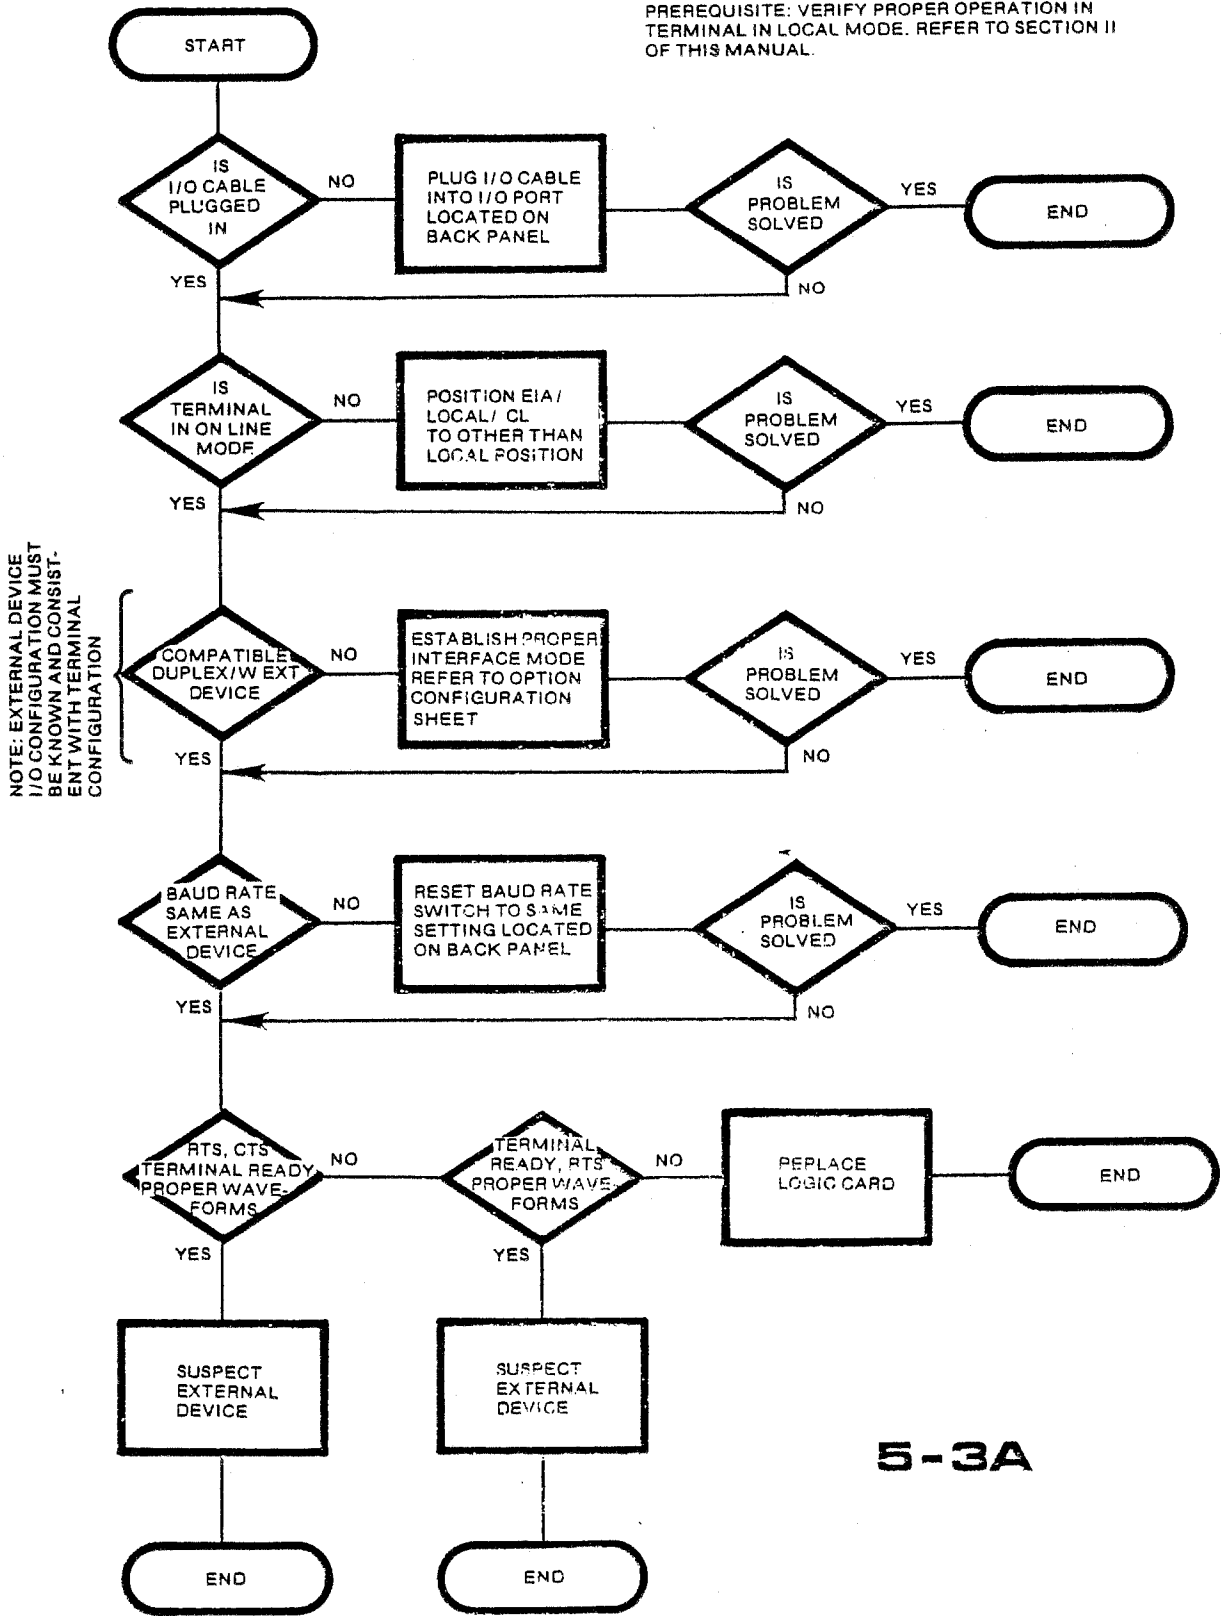 PREREQUISITE: VERIFY PROPER OPERATION IN
TERMINAL IN LOCAL MODE. REFER TO SECTION II
OF THIS MANUAL.
START
IS
I/O CABLE
PLUGGED
IN
NO
PLUG I/O CABLE
INTO I/O PORT
LOCATED ON
BACK PANEL
IS
PROBLEM
SOLVED
YES
END
YES
NO
IS
TERMINAL
IN ON LINE
MODE
NO
POSITION EIA/
LOCAL/ CL
TO OTHER THAN
LOCAL POSITION
IS
PROBLEM
SOLVED
YES
END
YES
NO
NOTE: EXTERNAL DEVICE
I/O CONFIGURATION MUST
BE KNOWN AND CONSIST-
ENT WITH TERMINAL
CONFIGURATION
COMPATIBLE
DUPLEX/W EXT
DEVICE
NO
ESTABLISH PROPER
INTERFACE MODE
REFER TO OPTION
CONFIGURATION
SHEET
IS
PROBLEM
SOLVED
YES
END
YES
NO
BAUD RATE
SAME AS
EXTERNAL
DEVICE
NO
RESET BAUD RATE
SWITCH TO SAME
SETTING LOCATED
ON BACK PANEL
IS
PROBLEM
SOLVED
YES
END
YES
NO
RTS, CTS
TERMINAL READY
PROPER WAVE-
FORMS
NO
TERMINAL
READY, RTS
PROPER WAVE-
FORMS
NO
REPLACE
LOGIC CARD
END
YES
YES
SUSPECT
EXTERNAL
DEVICE
SUSPECT
EXTERNAL
DEVICE
5-3A
END
END